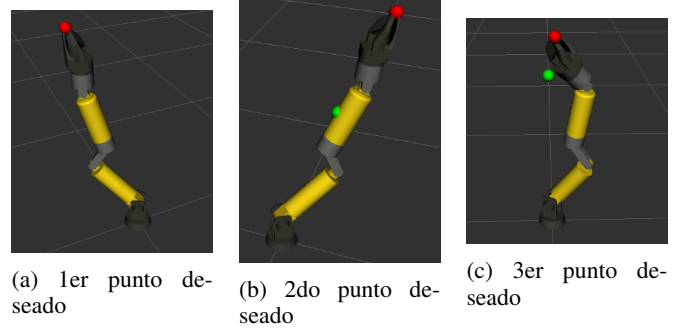 (a) 1er punto de-
seado
(b) 2do punto de-
seado
(c) 3er punto de-
seado